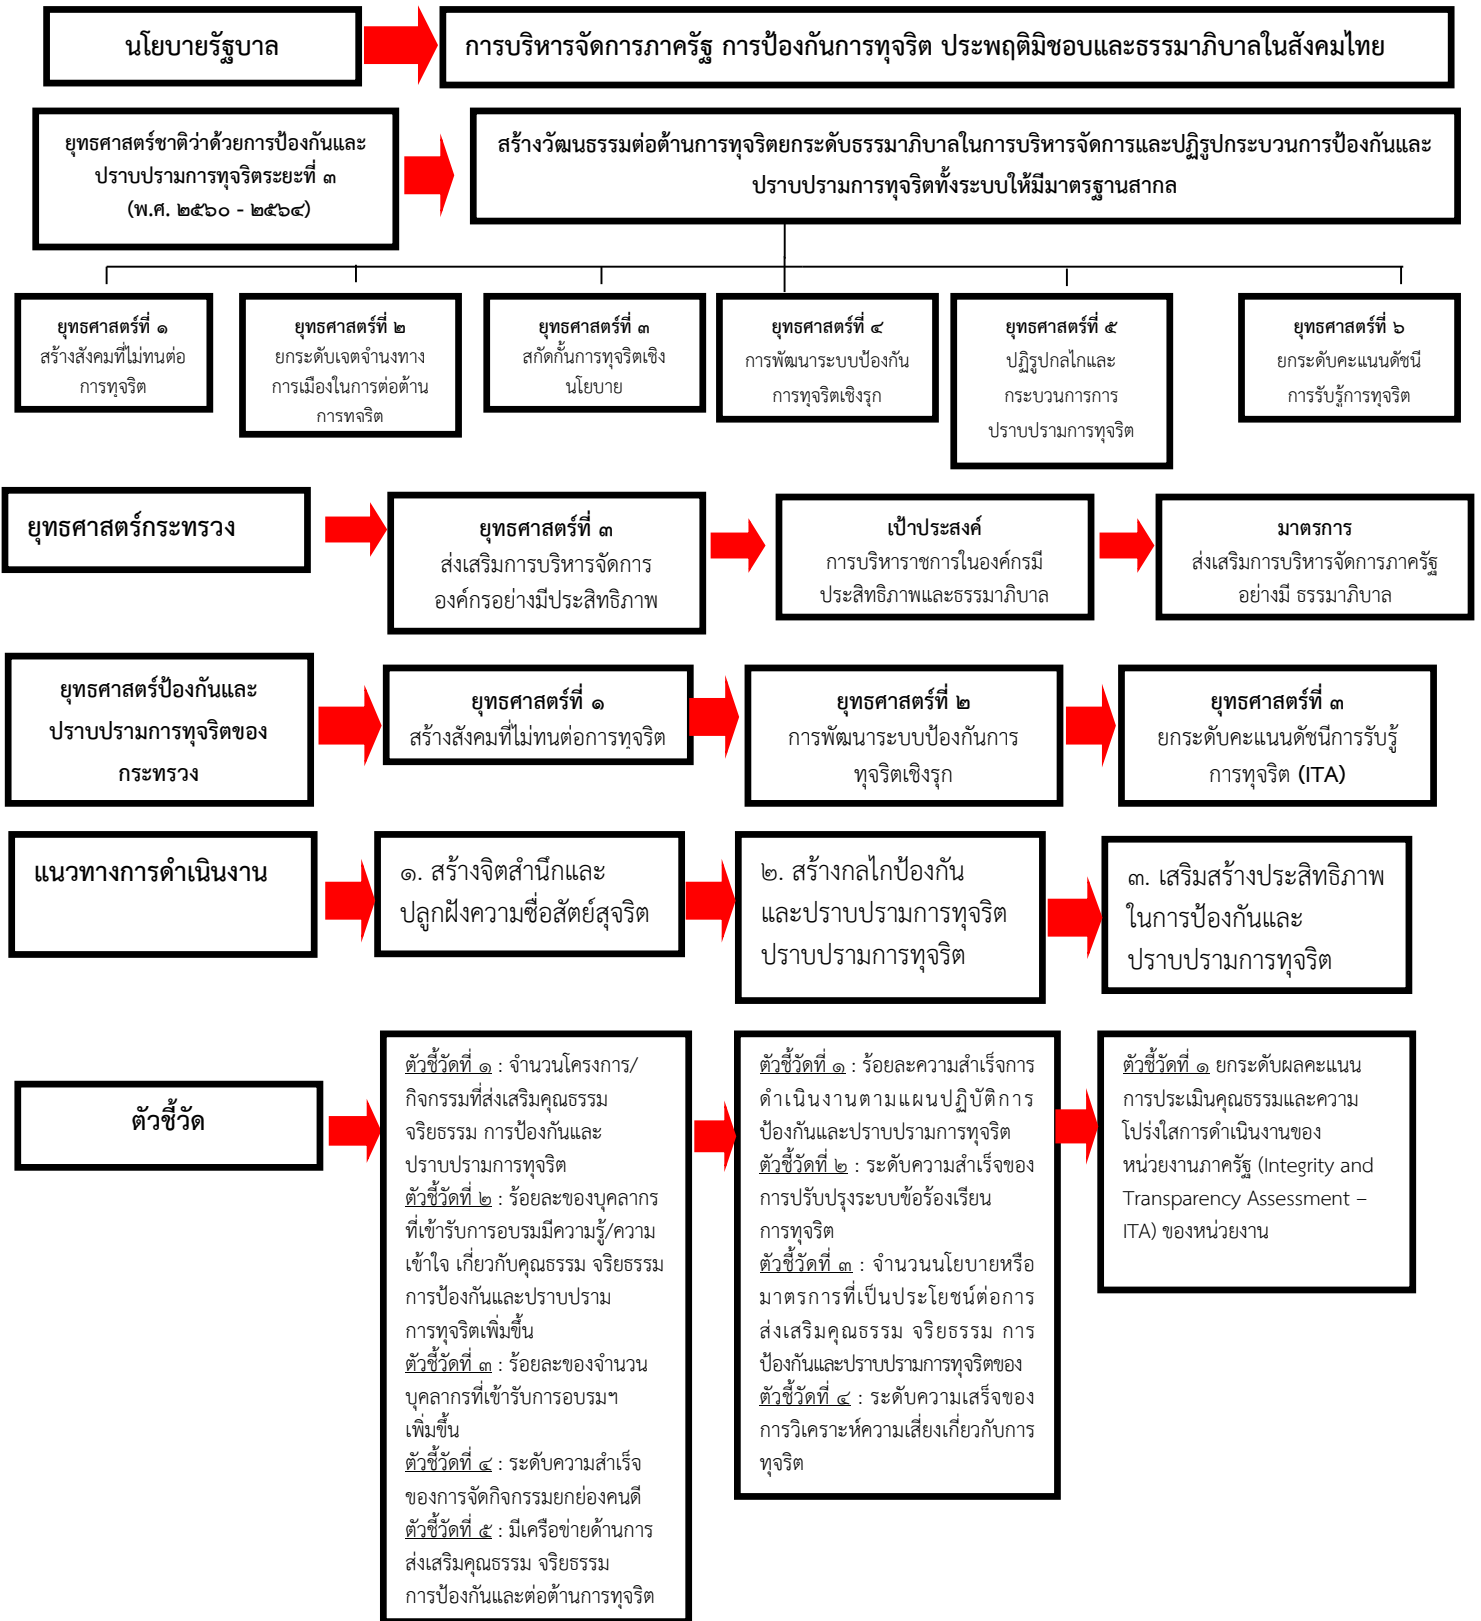 นโยบายรัฐบาล
การบริหารจัดการภาครัฐ การป้องกันการทุจริต ประพฤติมิชอบและธรรมาภิบาลในสังคมไทย
ยุทธศาสตร์ชาติว่าด้วยการป้องกันและ
ปราบปรามการทุจริตระยะที่ ๓
(พ.ศ. ๒๕๖๐ - ๒๕๖๔)
สร้างวัฒนธรรมต่อต้านการทุจริตยกระดับธรรมาภิบาลในการบริหารจัดการและปฏิรูปกระบวนการป้องกันและ
ปราบปรามการทุจริตทั้งระบบให้มีมาตรฐานสากล
ยุทธศาสตร์ที่ ๑
สร้างสังคมที่ไม่ทนต่อ
การทุจริต
ยุทธศาสตร์ที่ ๒
ยกระดับเจตจำนงทาง
การเมืองในการต่อต้าน
การทุจริต
ยุทธศาสตร์ที่ ๓
สกัดกั้นการทุจริตเชิง
นโยบาย
ยุทธศาสตร์ที่ ๔
การพัฒนาระบบป้องกัน
การทุจริตเชิงรุก
ยุทธศาสตร์ที่ ๕
ปฏิรูปกลไกและ
กระบวนการการ
ปราบปรามการทุจริต
ยุทธศาสตร์ที่ ๖
ยกระดับคะแนนดัชนี
การรับรู้การทุจริต
ยุทธศาสตร์กระทรวง
ยุทธศาสตร์ที่ ๓
ส่งเสริมการบริหารจัดการ
องค์กรอย่างมีประสิทธิภาพ
เป้าประสงค์
การบริหาราชการในองค์กรมี
ประสิทธิภาพและธรรมาภิบาล
มาตรการ
ส่งเสริมการบริหารจัดการภาครัฐ
อย่างมี ธรรมาภิบาล
ยุทธศาสตร์ป้องกันและ
ปราบปรามการทุจริตของ
กระทรวง
ยุทธศาสตร์ที่ ๑
สร้างสังคมที่ไม่ทนต่อการทุจริต
ยุทธศาสตร์ที่ ๒
การพัฒนาระบบป้องกันการ
ทุจริตเชิงรุก
ยุทธศาสตร์ที่ ๓
ยกระดับคะแนนดัชนีการรับรู้
การทุจริต (ITA)
แนวทางการดำเนินงาน
๑. สร้างจิตสำนึกและ
ปลูกฝังความซื่อสัตย์สุจริต
๒. สร้างกลไกป้องกัน
และปราบปรามการทุจริต
ปราบปรามการทุจริต
๓. เสริมสร้างประสิทธิภาพ
ในการป้องกันและ
ปราบปรามการทุจริต
ตัวชี้วัด
ตัวชี้วัดที่ ๑ : จำนวนโครงการ/
กิจกรรมที่ส่งเสริมคุณธรรม
จริยธรรม การป้องกันและ
ปราบปรามการทุจริต
ตัวชี้วัดที่ ๒ : ร้อยละของบุคลากร
ที่เข้ารับการอบรมมีความรู้/ความ
เข้าใจ เกี่ยวกับคุณธรรม จริยธรรม
การป้องกันและปราบปราม
การทุจริตเพิ่มขึ้น
ตัวชี้วัดที่ ๓ : ร้อยละของจำนวน
บุคลากรที่เข้ารับการอบรมฯ
เพิ่มขึ้น
ตัวชี้วัดที่ ๔ : ระดับความสำเร็จ
ของการจัดกิจกรรมยกย่องคนดี
ตัวชี้วัดที่ ๕ : มีเครือข่ายด้านการ
ส่งเสริมคุณธรรม จริยธรรม
การป้องกันและต่อต้านการทุจริต
ตัวชี้วัดที่ ๑ : ร้อยละความสำเร็จการ
ดำเนินงานตามแผนปฏิบัติการ
ป้องกันและปราบปรามการทุจริต
ตัวชี้วัดที่ ๒ : ระดับความสำเร็จของ
การปรับปรุงระบบข้อร้องเรียน
การทุจริต
ตัวชี้วัดที่ ๓ : จำนวนนโยบายหรือ
มาตรการที่เป็นประโยชน์ต่อการ
ส่งเสริมคุณธรรม จริยธรรม การ
ป้องกันและปราบปรามการทุจริตของ
ตัวชี้วัดที่ ๔ : ระดับความเสร็จของ
การวิเคราะห์ความเสี่ยงเกี่ยวกับการ
ทุจริต
ตัวชี้วัดที่ ๑ ยกระดับผลคะแนน
การประเมินคุณธรรมและความ
โปร่งใสการดำเนินงานของ
หน่วยงานภาครัฐ (Integrity and
Transparency Assessment –
ITA) ของหน่วยงาน